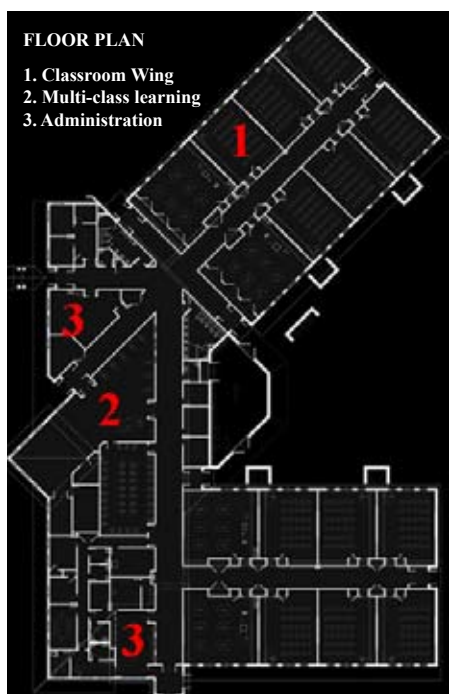 FLOOR PLAN
1. Classroom Wing
2. Multi-class learning
3. Administration
1
3
2
3